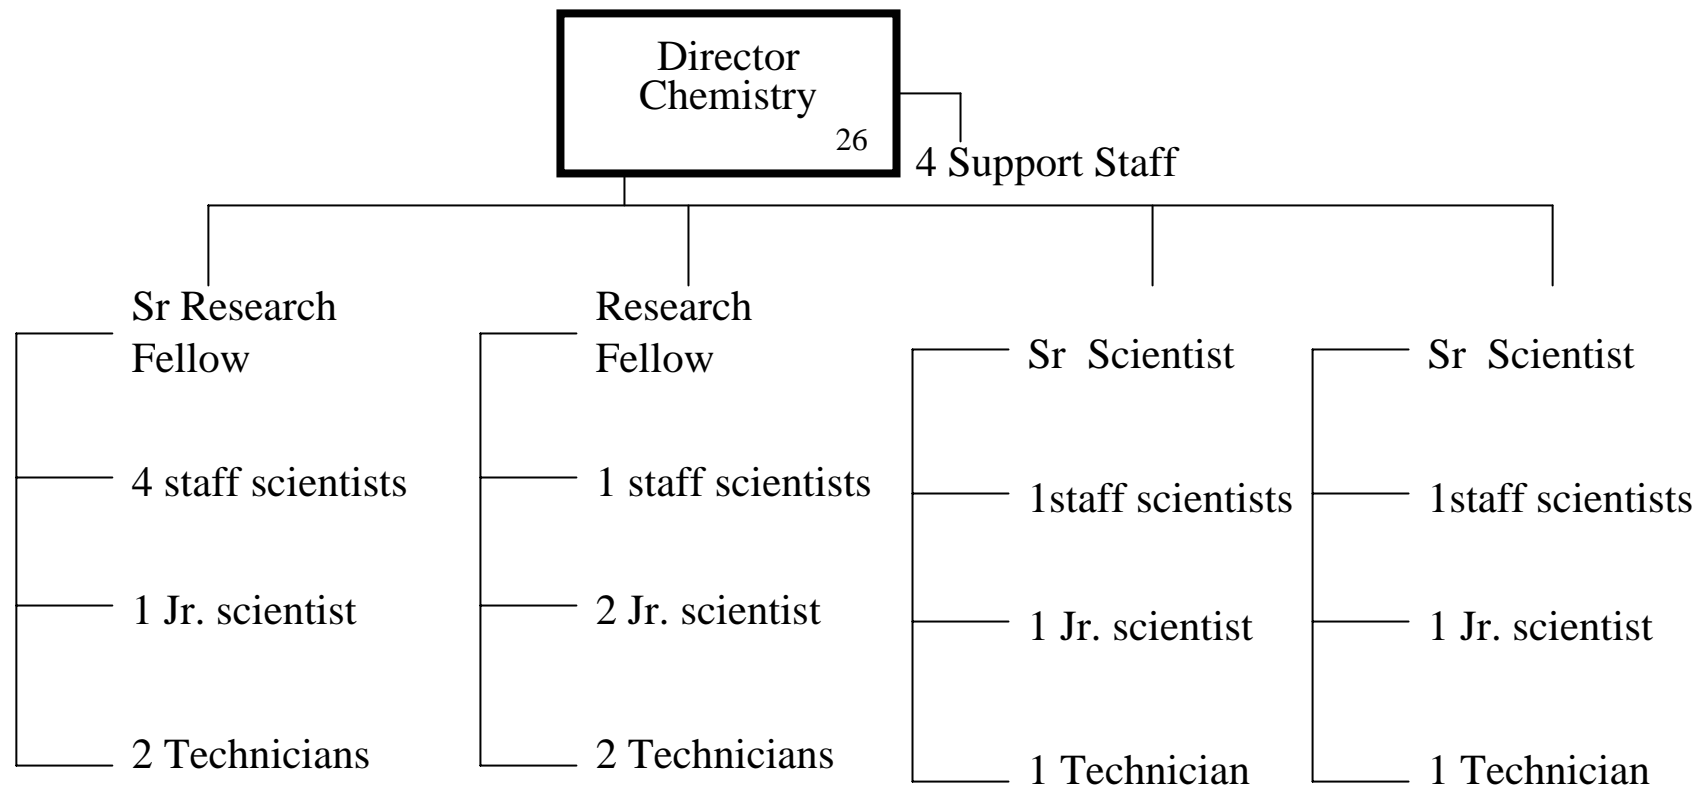 Director
Chemistry
26
4 Support Staff
Sr Research
Fellow
4 staff scientists
1 Jr. scientist
2 Technicians
Research
Fellow
1 staff scientists
2 Jr. scientist
2 Technicians
Sr  Scientist
1staff scientists
1 Jr. scientist
1 Technician
Sr  Scientist
1staff scientists
1 Jr. scientist
1 Technician